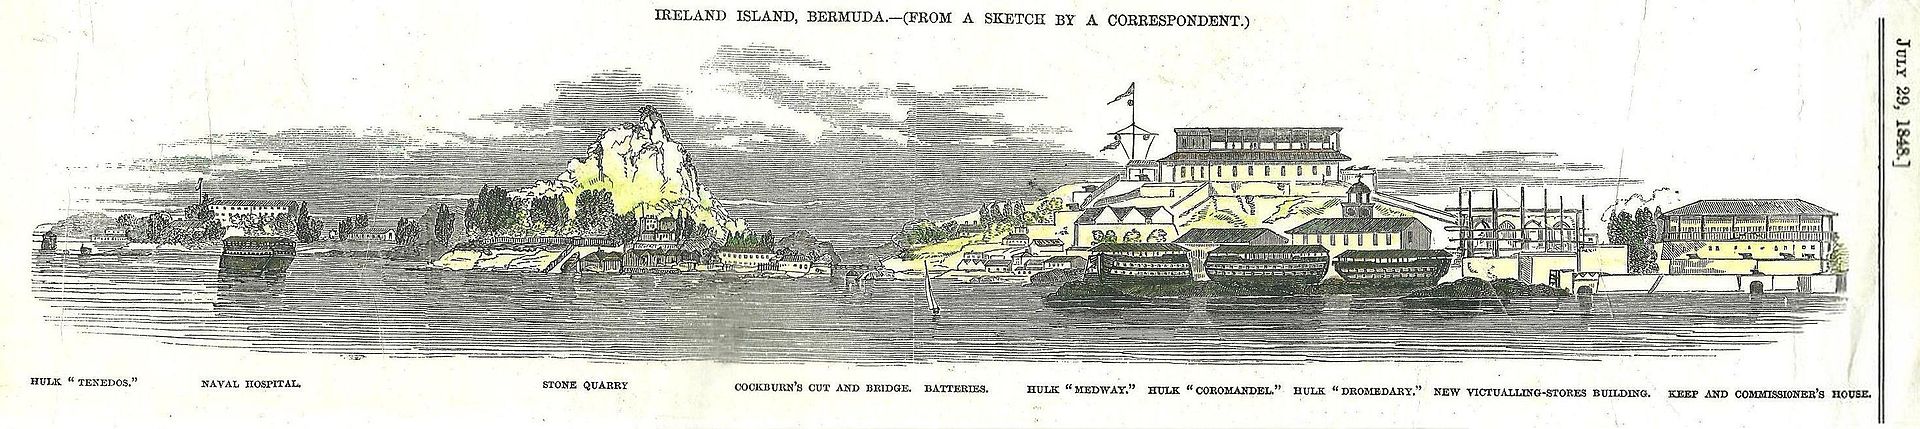 IRELAND ISLAND, BERMUDA.—(FROM A SKETCH BY A CORRESPONDENT.)
JULY 29, 1848.]
HULK "TENEDOS." NAVAL HOSPITAL. STONE QUARRY COCKBURN'S CUT AND BRIDGE. BATTERIES. HULK "MEDWAY." HULK "COROMANDEL." HULK "DROMEDARY." NEW VICTUALLING-STORES BUILDING. KEEP AND COMMISSIONER'S HOUSE.